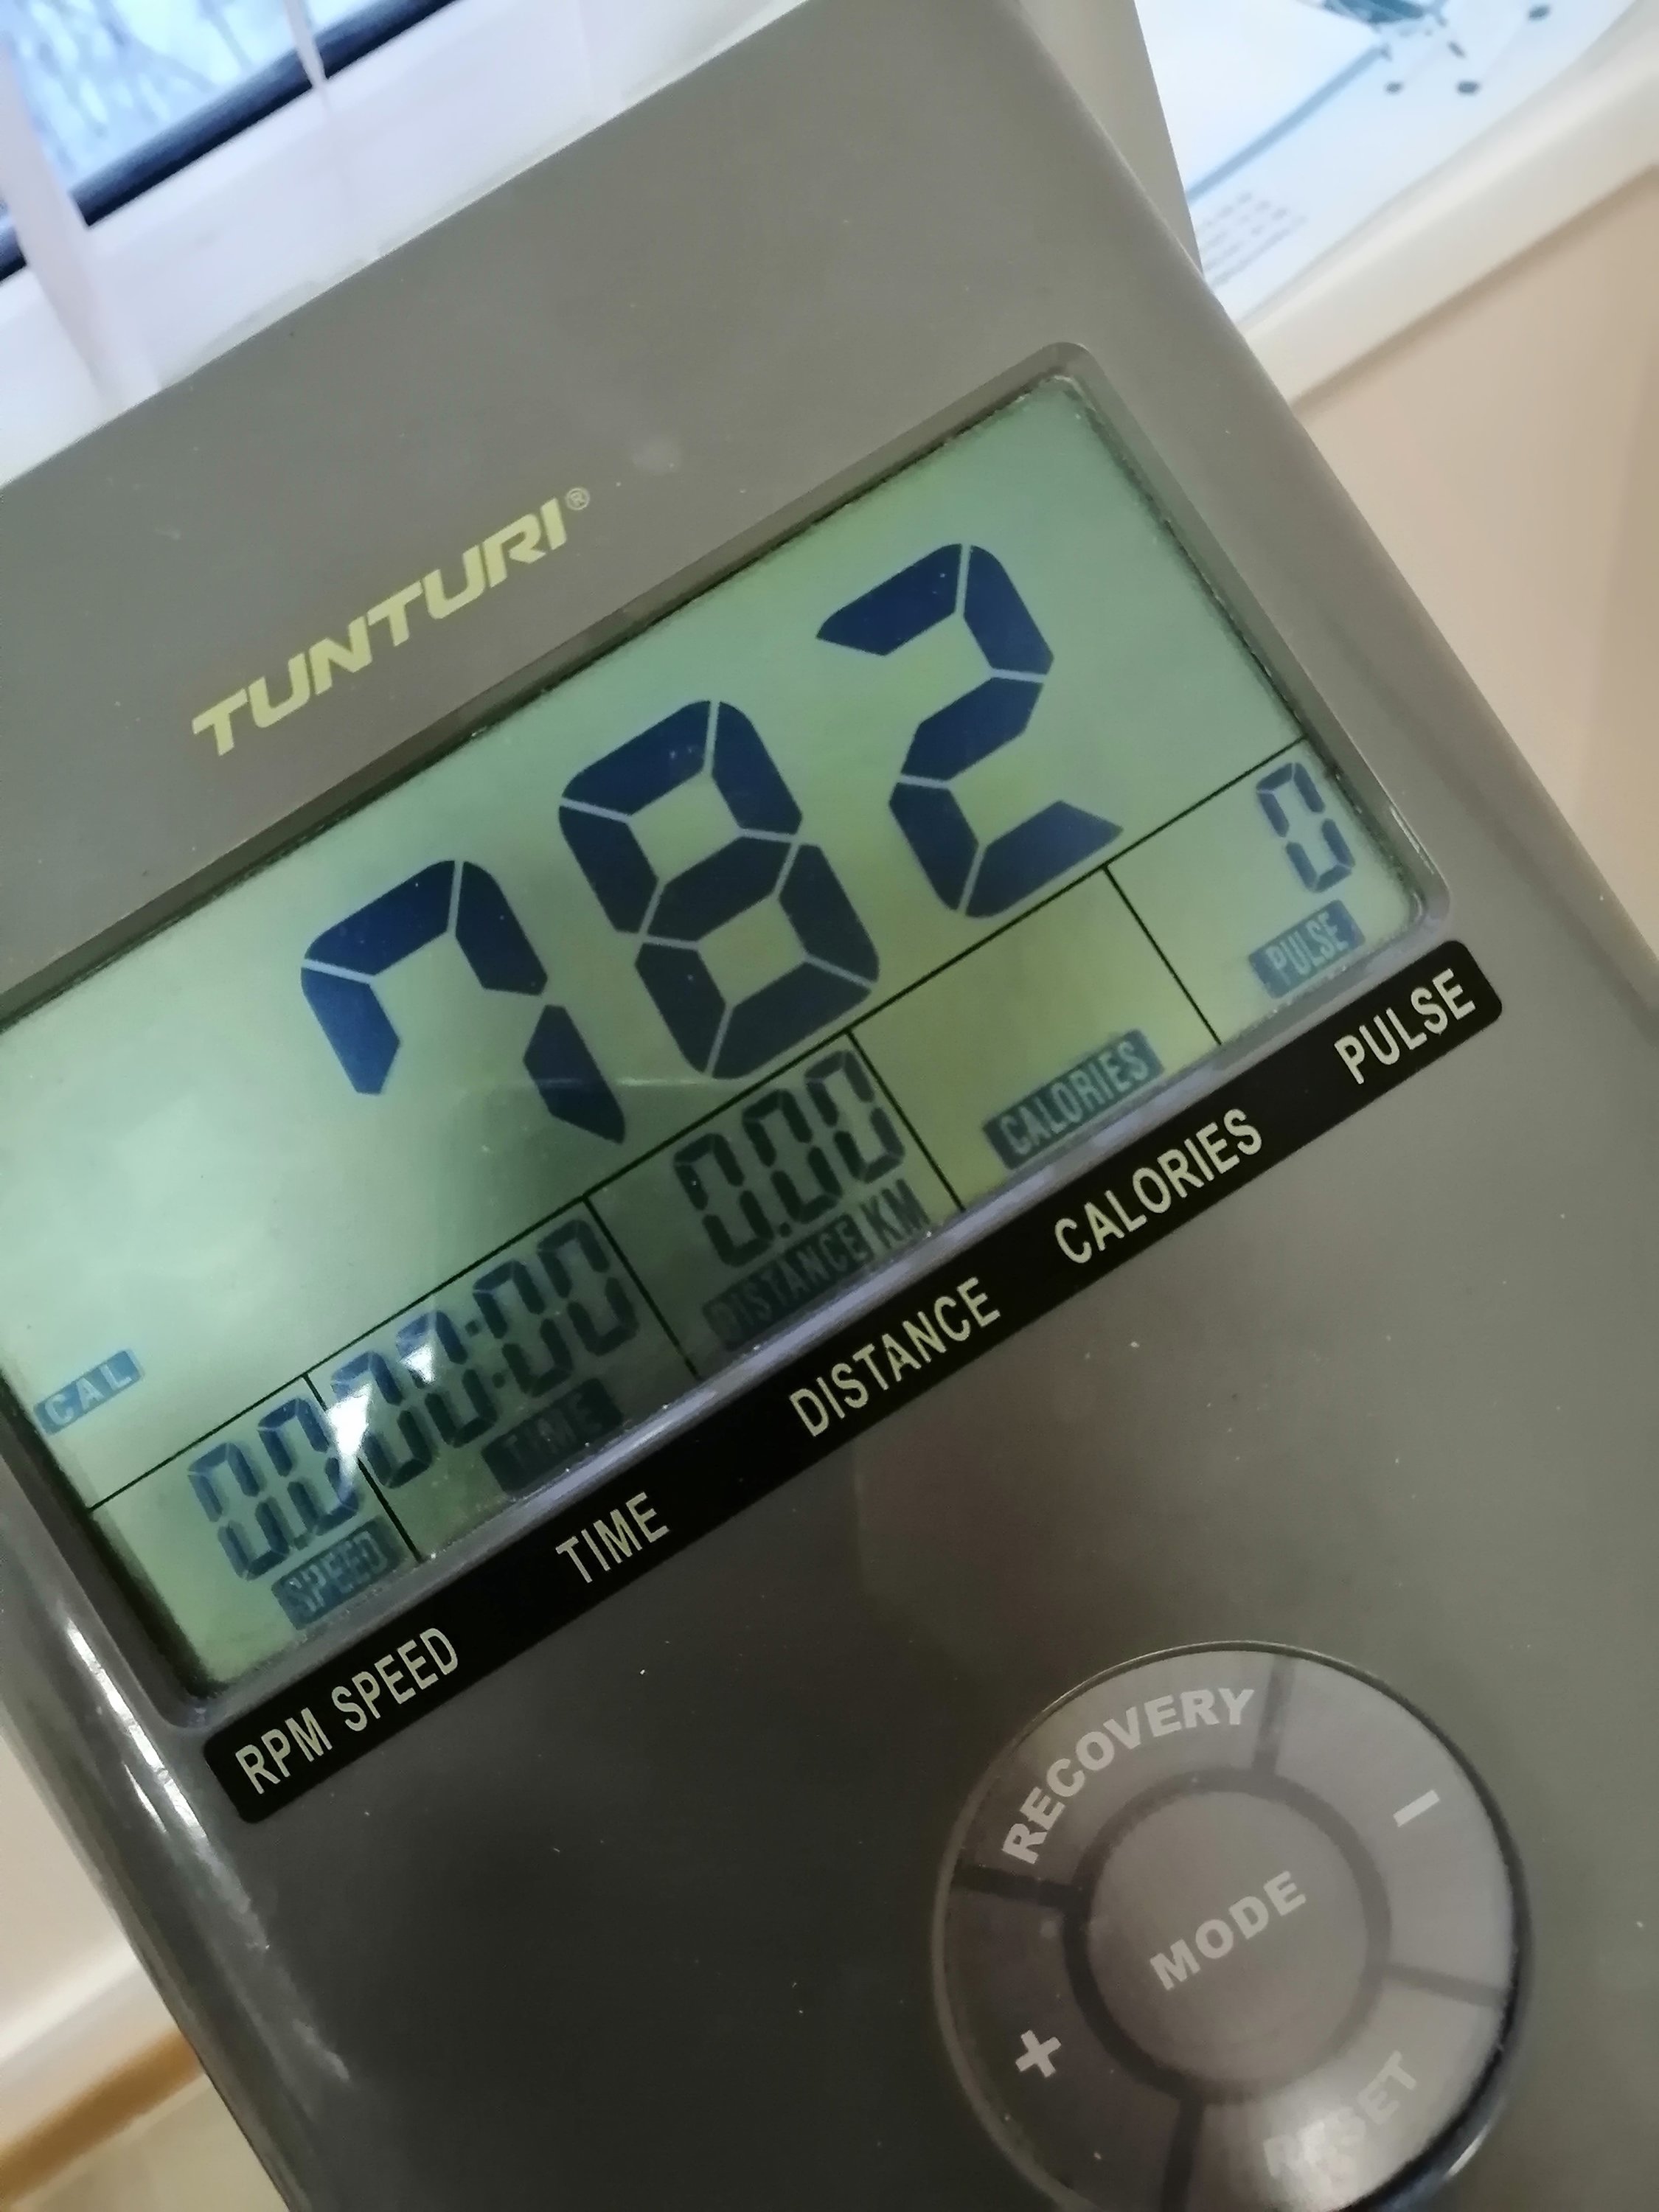 TUNTURI®
782
CAL
0.0
SPEED
0:00:00
TIME
0.00
DISTANCE KM
CALORIES
0
PULSE
RPM SPEED TIME DISTANCE CALORIES PULSE
RECOVERY
−
MODE
+
RESET